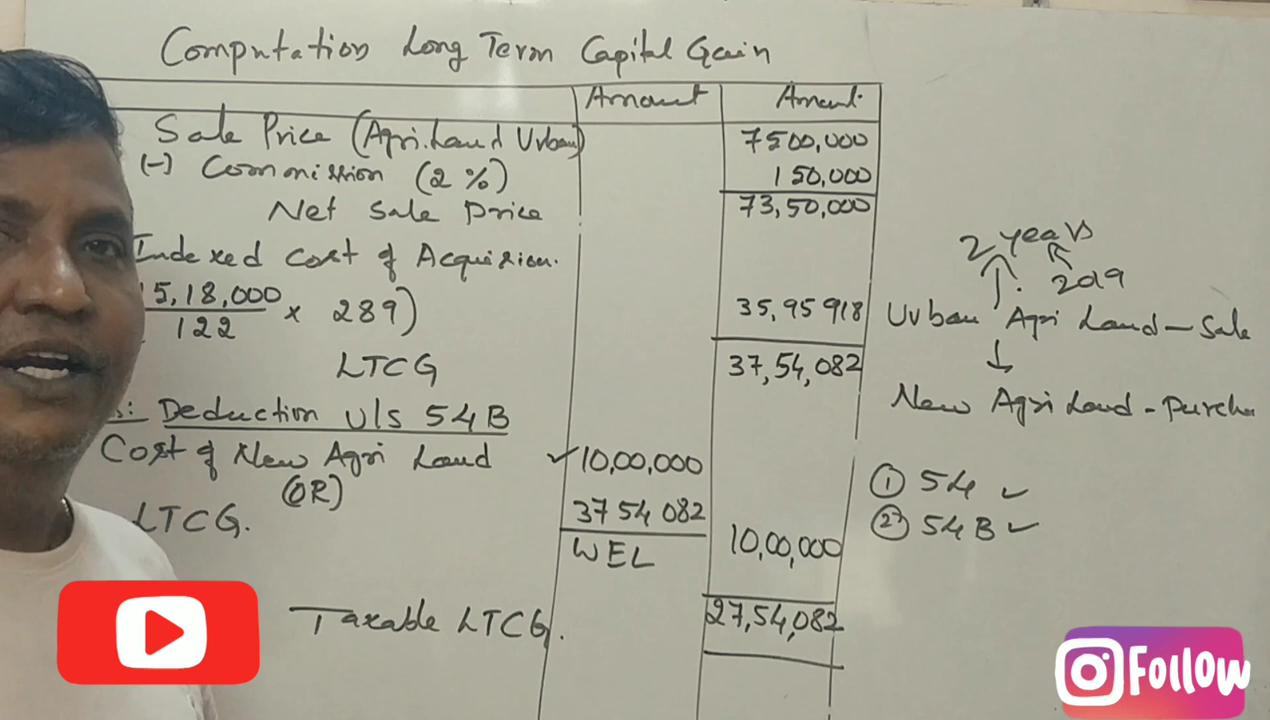 Computation Long Term Capital Gain
Amount Amount
Sale Price (Agri. Land Urban) 7500,000
(-) Commission (2%) 150,000
Net Sale Price 73,50,000
Indexed Cost of Acquision.
15,18,000 / 122 x 289) 35,95 918
LTCG 37,54,082
s: Deduction U/s 54B
Cost of New Agri Land ✓ 10,00,000
(OR)
LTCG. 3754 082 10,00,000
WEL
Taxable LTCG. 27,54,082
2 years
2019
Urban Agri Land - Sale
↓
New Agri Land - Purcha
① 54 ✓
② 54B ✓
Follow